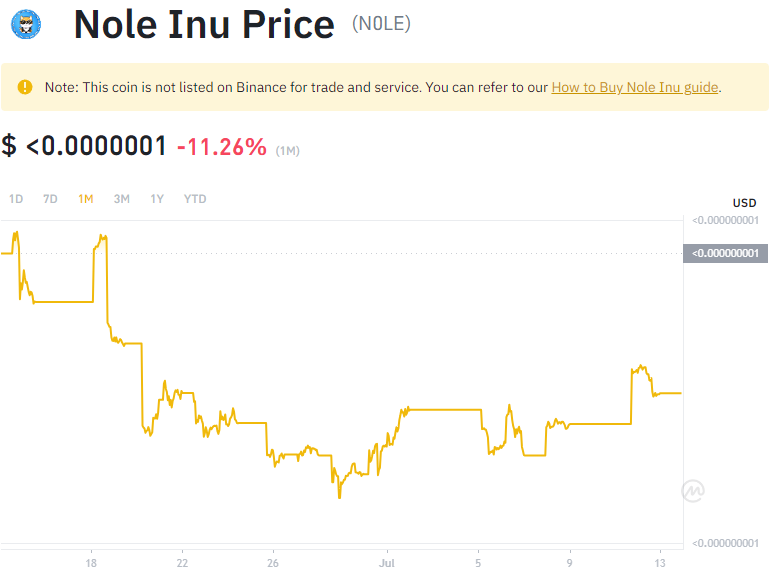 Nole Inu Price (N0LE)
Note: This coin is not listed on Binance for trade and service. You can refer to our How to Buy Nole Inu guide.
$ <0.0000001 -11.26% (1M)
1D 7D 1M 3M 1Y YTD
USD
<0.000000001
<0.000000001
<0.000000001
18 22 26 Jul 5 9 13